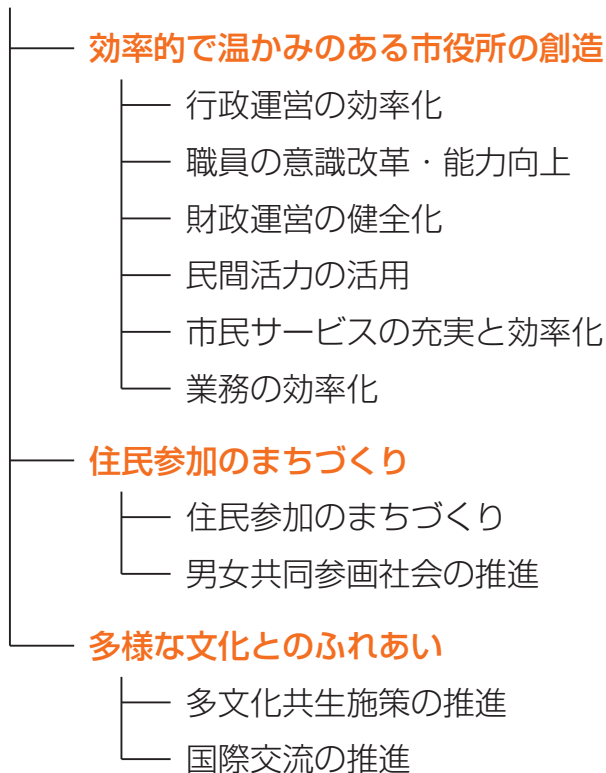 効率的で温かみのある市役所の創造
行政運営の効率化
職員の意識改革・能力向上
財政運営の健全化
民間活力の活用
市民サービスの充実と効率化
業務の効率化
住民参加のまちづくり
住民参加のまちづくり
男女共同参画社会の推進
多様な文化とのふれあい
多文化共生施策の推進
国際交流の推進